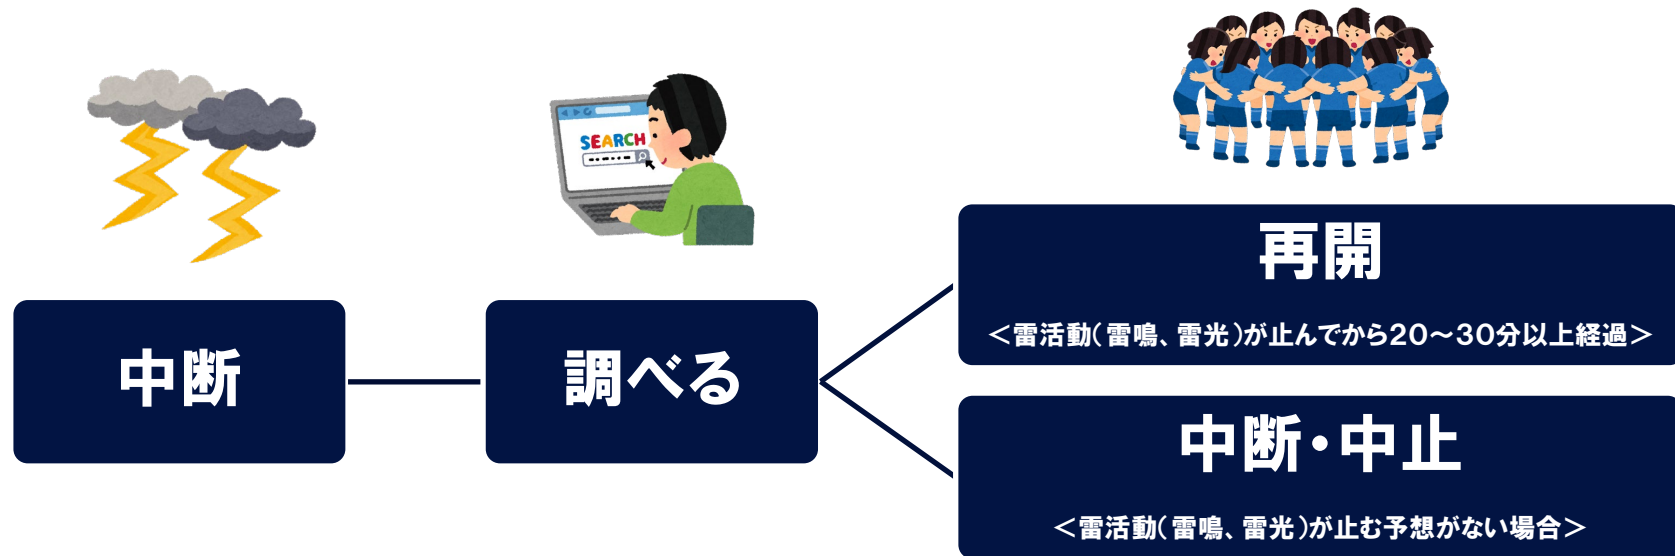 SEARCH
中断
調べる
再開
＜雷活動（雷鳴、雷光）が止んでから20～30分以上経過＞
中断・中止
＜雷活動（雷鳴、雷光）が止む予想がない場合＞